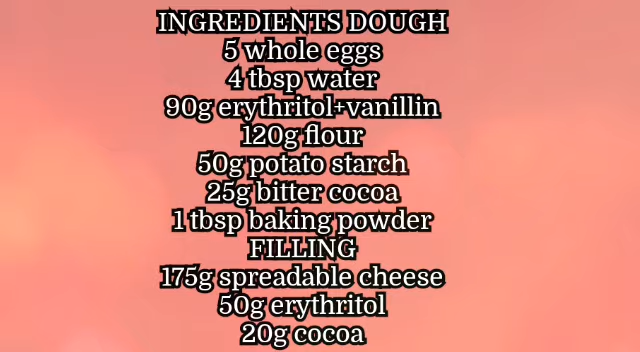 INGREDIENTS DOUGH
5 whole eggs
4 tbsp water
90g erythritol+vanillin
120g flour
50g potato starch
25g bitter cocoa
1 tbsp baking powder
FILLING
175g spreadable cheese
50g erythritol
20g cocoa